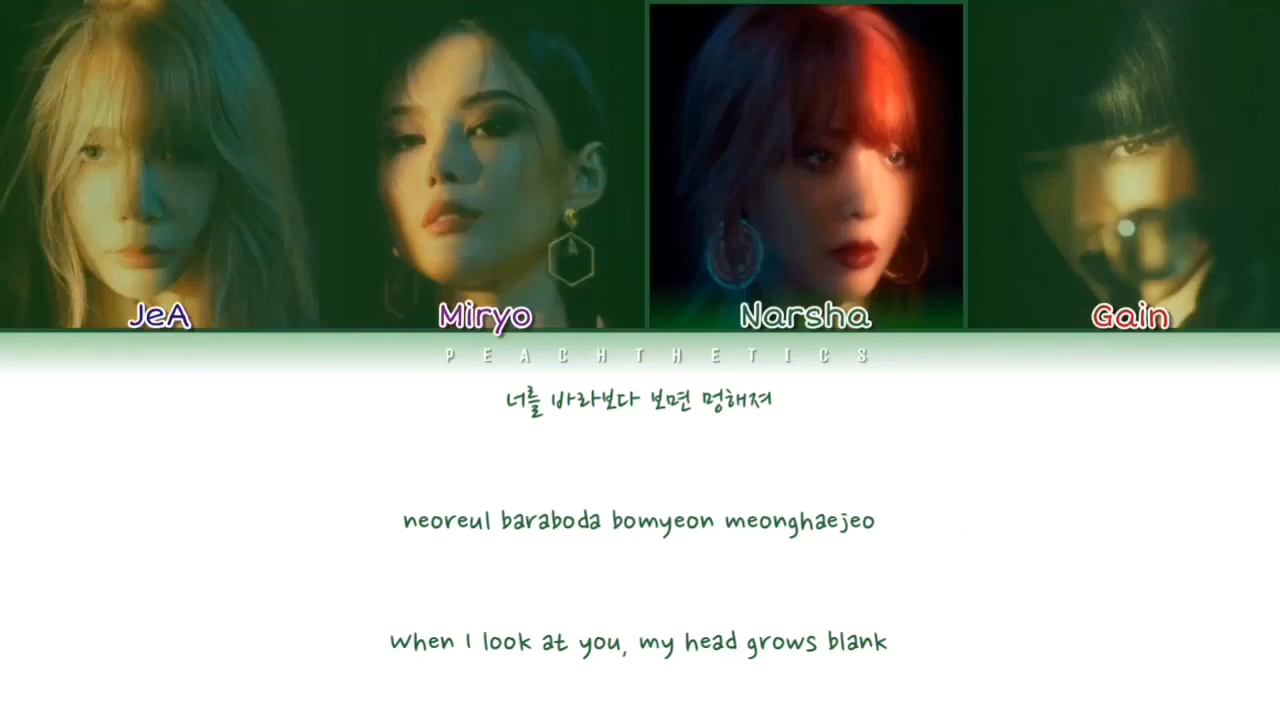 JeA
Miryo
Narsha
Gain
PEACHTHETICS
너를 바라보다 보면 멍해져
neoreul baraboda bomyeon meonghaejeo
When I look at you, my head grows blank